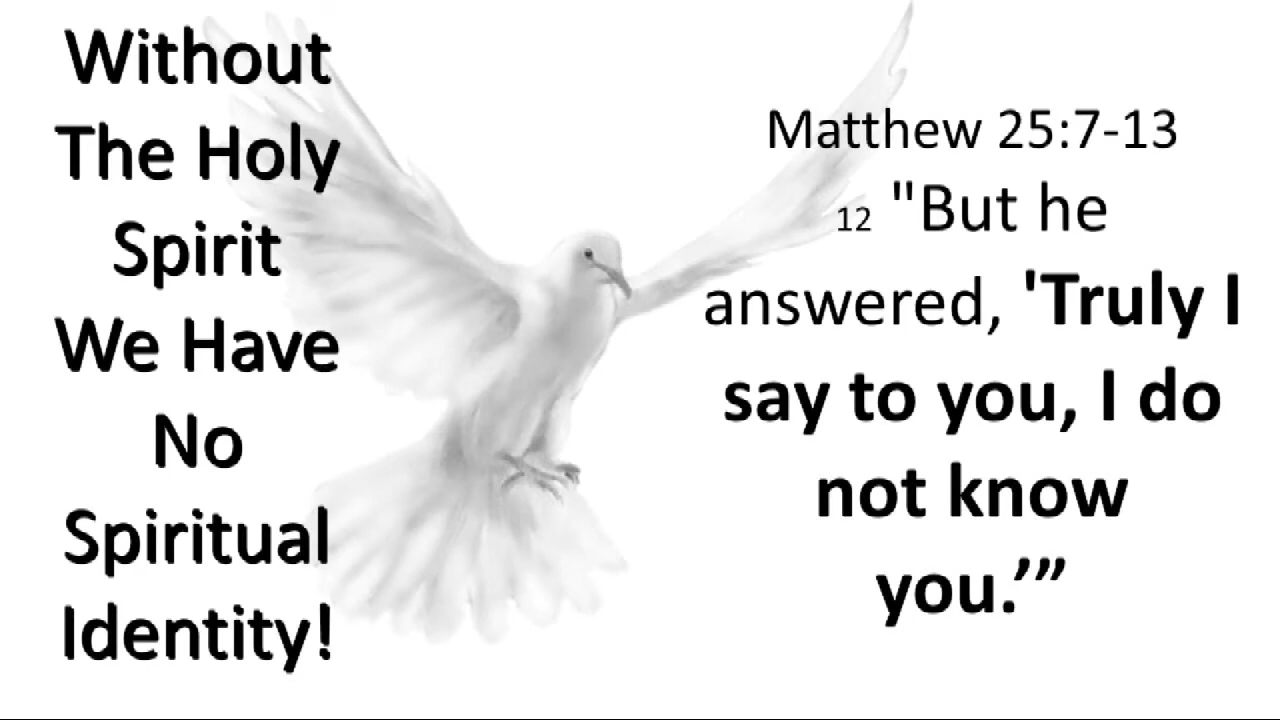 Without
The Holy
Spirit
We Have
No
Spiritual
Identity!
Matthew 25:7-13
12 "But he
answered, 'Truly I
say to you, I do
not know
you.’”